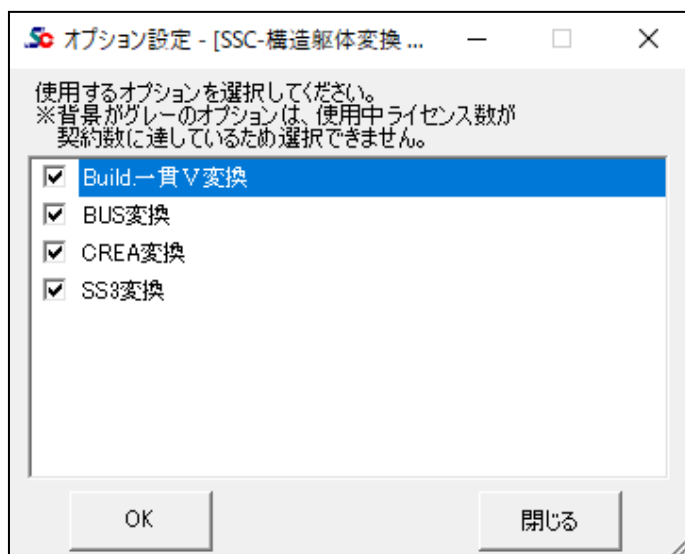 Sc オプション設定 - [SSC-構造躯体変換 ...
使用するオプションを選択してください。
※背景がグレーのオプションは、使用中ライセンス数が
契約数に達しているため選択できません。
Build.一貫Ⅴ変換
BUS変換
CREA変換
SS3変換
OK 閉じる